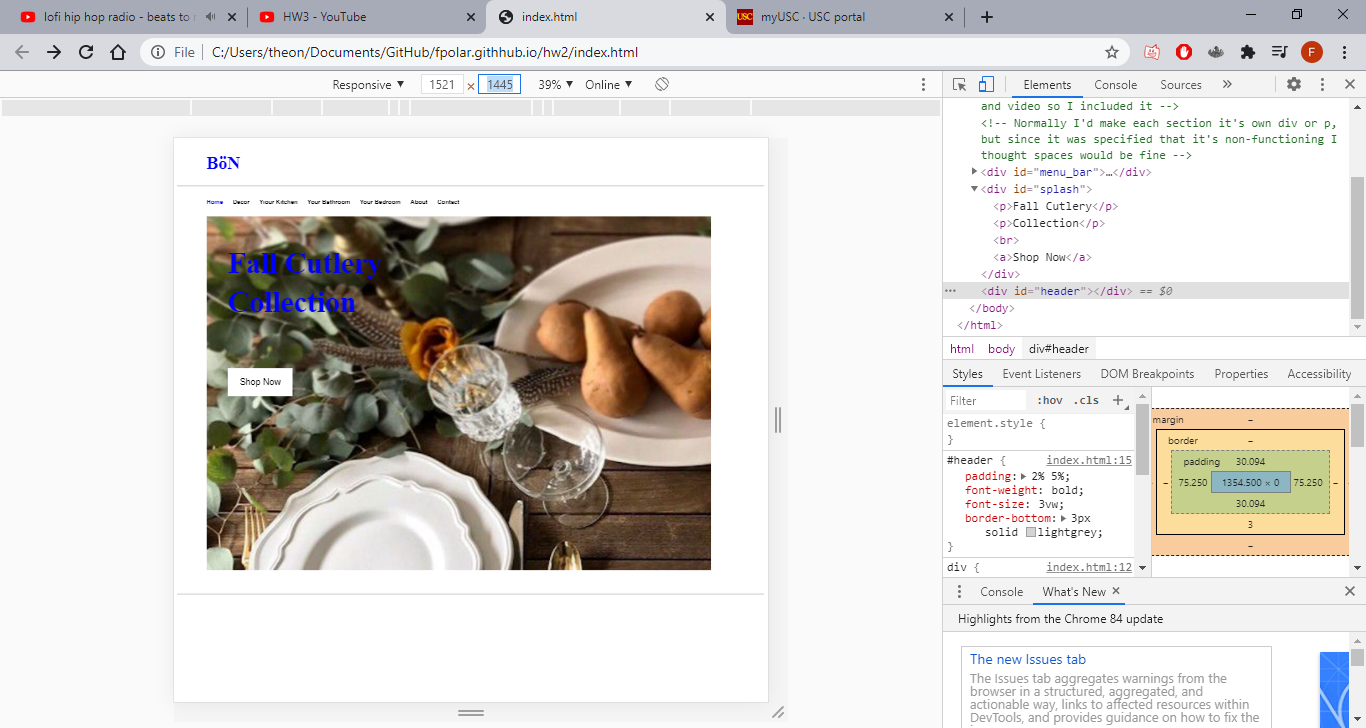 lofi hip hop radio - beats to
HW3 - YouTube
index.html
USC
myUSC · USC portal
File
C:/Users/theon/Documents/GitHub/fpolar.githhub.io/hw2/index.html
F
Responsive ▼ 1521 × 1445 39% ▼ Online ▼
BöN
Home Decor Your Kitchen Your Bathroom Your Bedroom About Contact
Fall Cutlery
Collection
Shop Now
Elements Console Sources »
and video so I included it -->
<!-- Normally I'd make each section it's own div or p,
but since it was specified that it's non-functioning I
thought spaces would be fine -->
▶<div id="menu_bar">…</div>
▼<div id="splash">
<p>Fall Cutlery</p>
<p>Collection</p>
<br>
<a>Shop Now</a>
</div>
<div id="header"></div> == $0
</body>
</html>
html body div#header
Styles Event Listeners DOM Breakpoints Properties Accessibility
Filter :hov .cls +
element.style {
}
#header { index.html:15
padding:▶ 2% 5%;
font-weight: bold;
font-size: 3vw;
border-bottom:▶ 3px
solid lightgrey;
}
div { index.html:12
margin –
border –
padding 30.094
– 75.250 1354.500 × 0 75.250 –
30.094
3
–
Console What's New ×
Highlights from the Chrome 84 update
The new Issues tab
The Issues tab aggregates warnings from the
browser in a structured, aggregated, and
actionable way, links to affected resources within
DevTools, and provides guidance on how to fix the